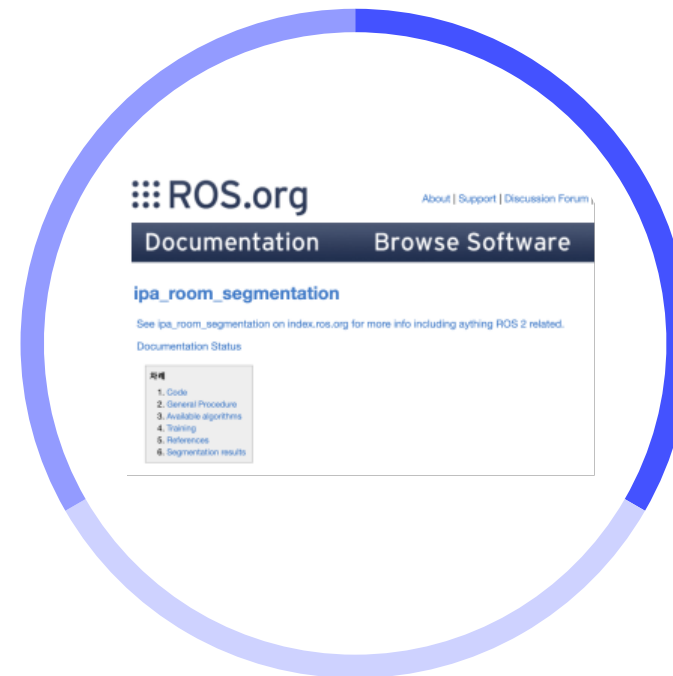 ROS.org
About | Support | Discussion Forum
Documentation Browse Software
ipa_room_segmentation
See ipa_room_segmentation on index.ros.org for more info including aything ROS 2 related.
Documentation Status
차례
1. Code
2. General Procedure
3. Available algorithms
4. Training
5. References
6. Segmentation results